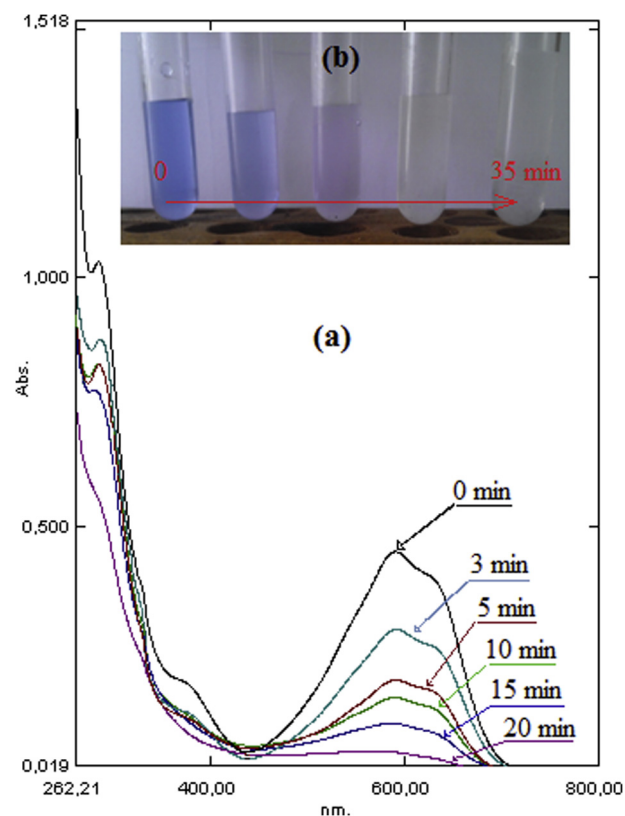 1,518
(b)
0
35 min
1,000
(a)
Abs.
0 min
0,500
3 min
5 min
10 min
15 min
20 min
0,019
262,21
400,00
600,00
800,00
nm.